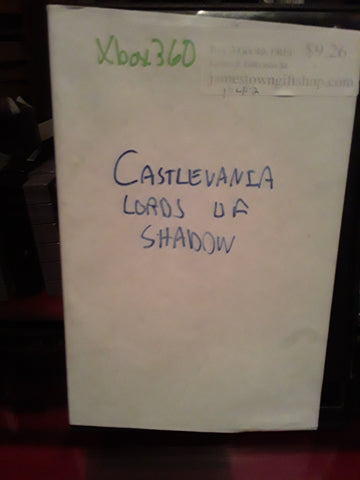 Xbox360
$9.26
jamestowngiftshop.com
CASTLEVANIA
LORDS OF
SHADOW